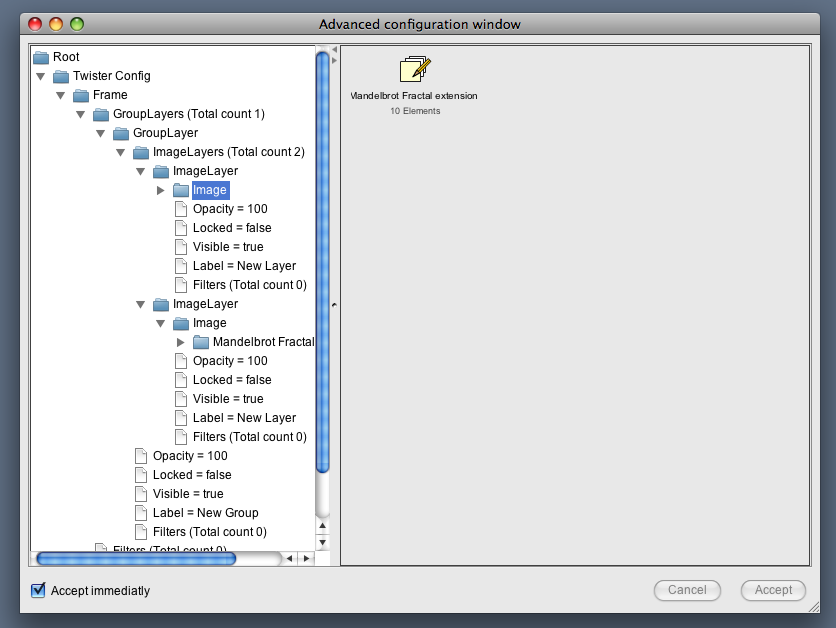 Advanced configuration window
Root
Twister Config
Frame
GroupLayers (Total count 1)
GroupLayer
ImageLayers (Total count 2)
ImageLayer
Image
Opacity = 100
Locked = false
Visible = true
Label = New Layer
Filters (Total count 0)
ImageLayer
Image
Mandelbrot Fractal
Opacity = 100
Locked = false
Visible = true
Label = New Layer
Filters (Total count 0)
Opacity = 100
Locked = false
Visible = true
Label = New Group
Filters (Total count 0)
Filters (Total count 0)
Mandelbrot Fractal extension
10 Elements
Accept immediatly
Cancel
Accept